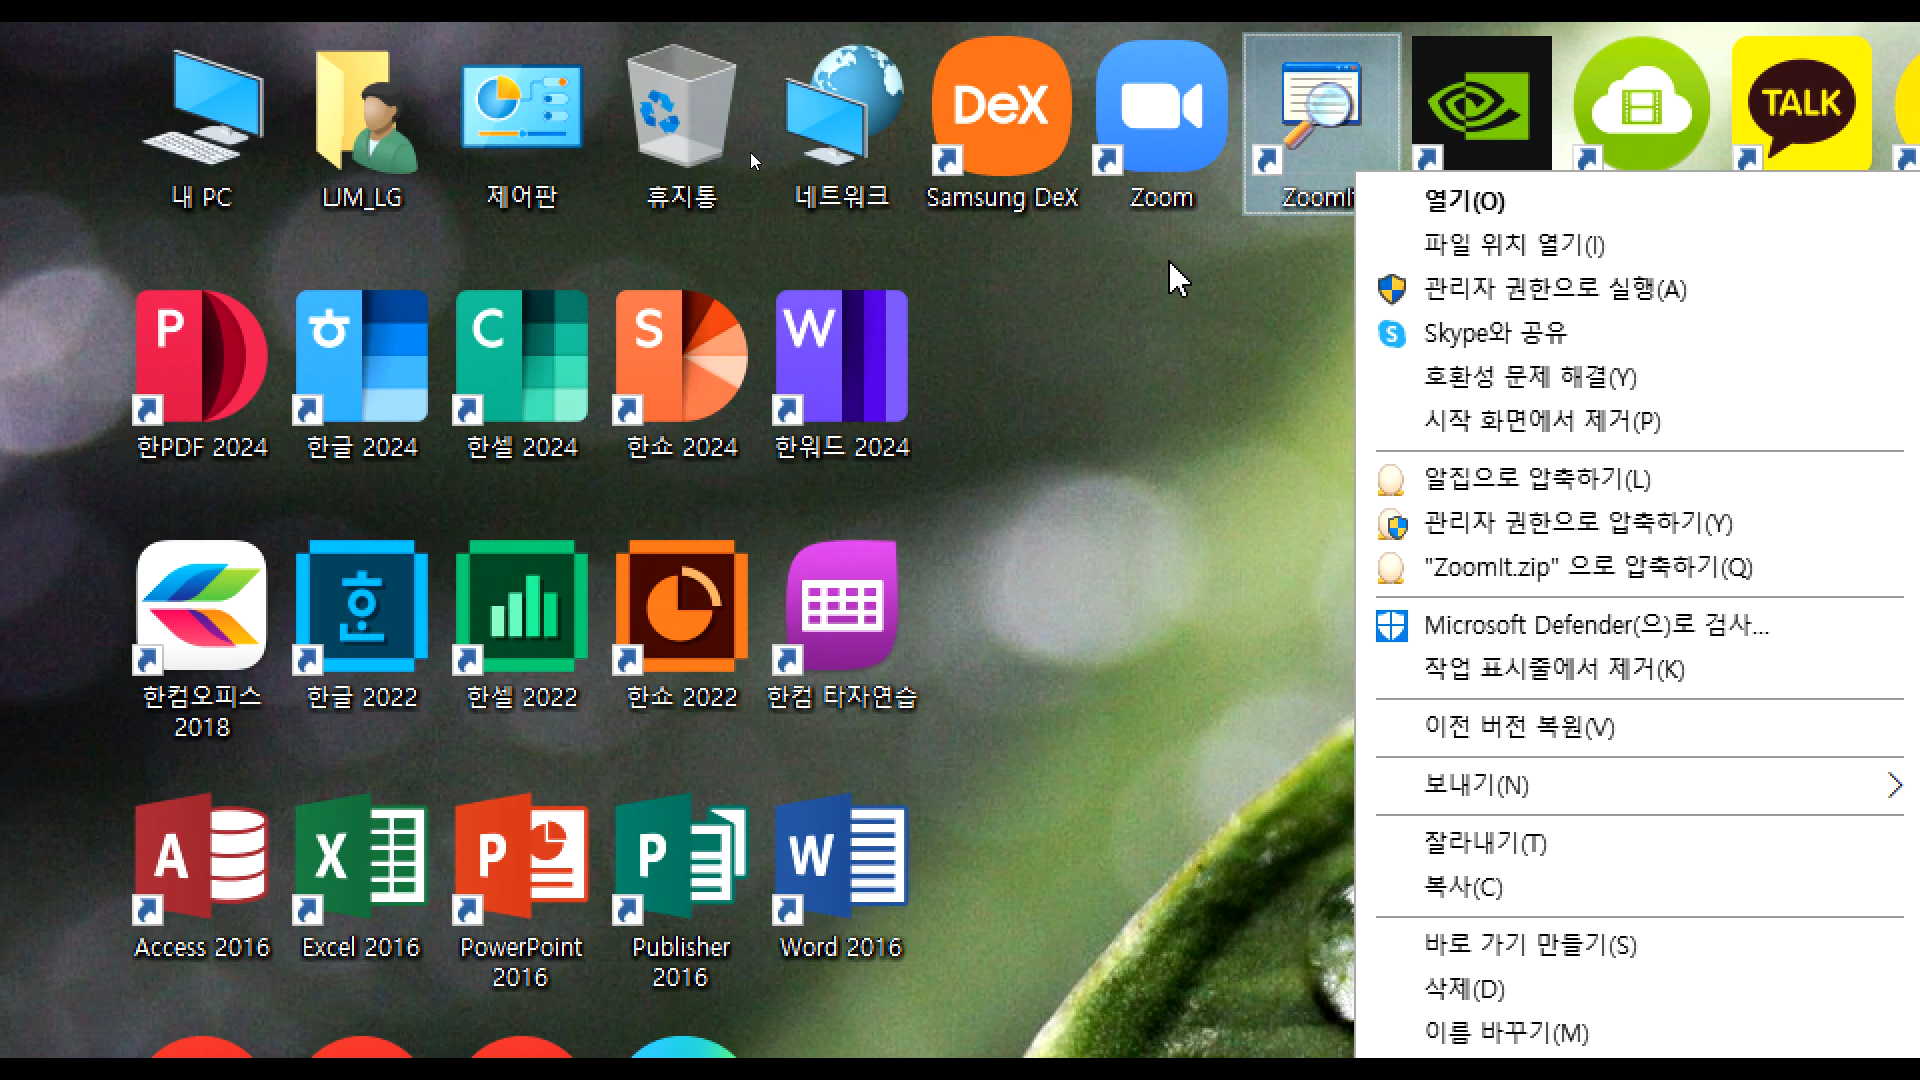 DeX
TALK
내 PC
LJM_LG
제어판
휴지통
네트워크
Samsung DeX
Zoom
ZoomIt
열기(O)
파일 위치 열기(I)
관리자 권한으로 실행(A)
S
Skype와 공유
호환성 문제 해결(Y)
시작 화면에서 제거(P)
알집으로 압축하기(L)
관리자 권한으로 압축하기(Y)
"ZoomIt.zip" 으로 압축하기(Q)
Microsoft Defender(으)로 검사...
작업 표시줄에서 제거(K)
이전 버전 복원(V)
보내기(N)
잘라내기(T)
복사(C)
바로 가기 만들기(S)
삭제(D)
이름 바꾸기(M)
P
ㅎ
C
S
W
한PDF 2024
한글 2024
한셀 2024
한쇼 2024
한워드 2024
한
한컴오피스
2018
한글 2022
한셀 2022
한쇼 2022
한컴 타자연습
A
X
P
P
W
Access 2016
Excel 2016
PowerPoint
2016
Publisher
2016
Word 2016